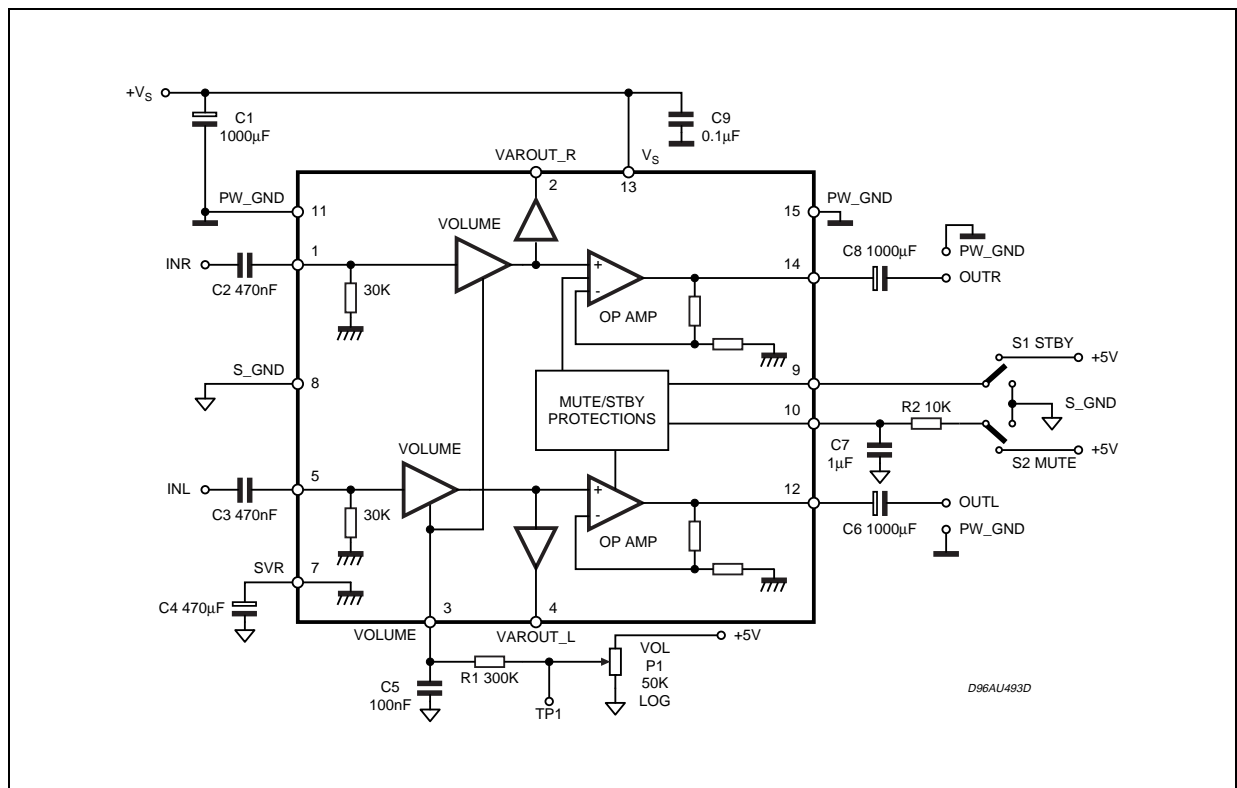 +VS
C1
1000µF
C9
0.1µF
VAROUT_R
VS
2
13
PW_GND
11
15
PW_GND
VOLUME
C8 1000µF
PW_GND
1
14
INR
C2 470nF
30K
+
-
OP AMP
OUTR
S1 STBY
+5V
S_GND
8
9
MUTE/STBY
PROTECTIONS
10
R2 10K
S_GND
C7
1µF
S2 MUTE
+5V
VOLUME
INL
5
12
C3 470nF
30K
+
-
OP AMP
OUTL
C6 1000µF
PW_GND
SVR
7
C4 470µF
3
4
VOLUME
VAROUT_L
+5V
R1 300K
VOL
P1
50K
LOG
C5
100nF
TP1
D96AU493D